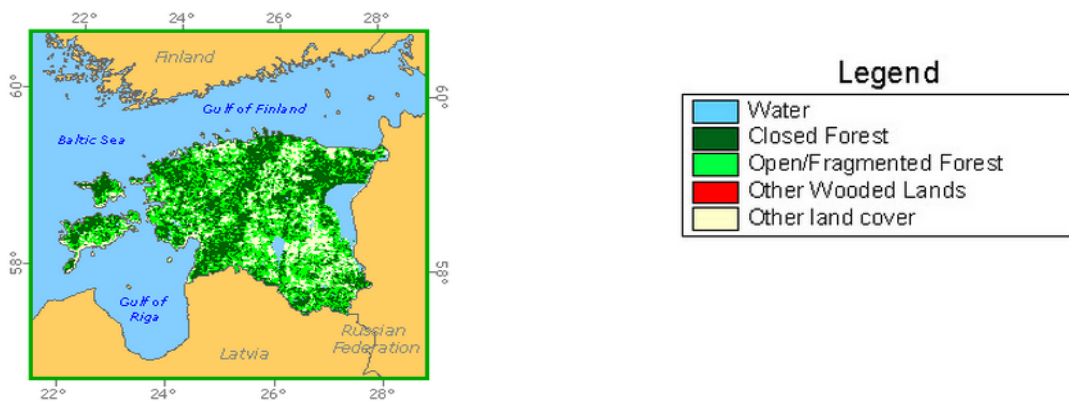 22° 24° 26° 28°
Finland
60°
60°
Gulf of Finland
Baltic Sea
58°
58°
Gulf of
Riga
Latvia
Russian
Federation
22° 24° 26° 28°
Legend
Water
Closed Forest
Open/Fragmented Forest
Other Wooded Lands
Other land cover